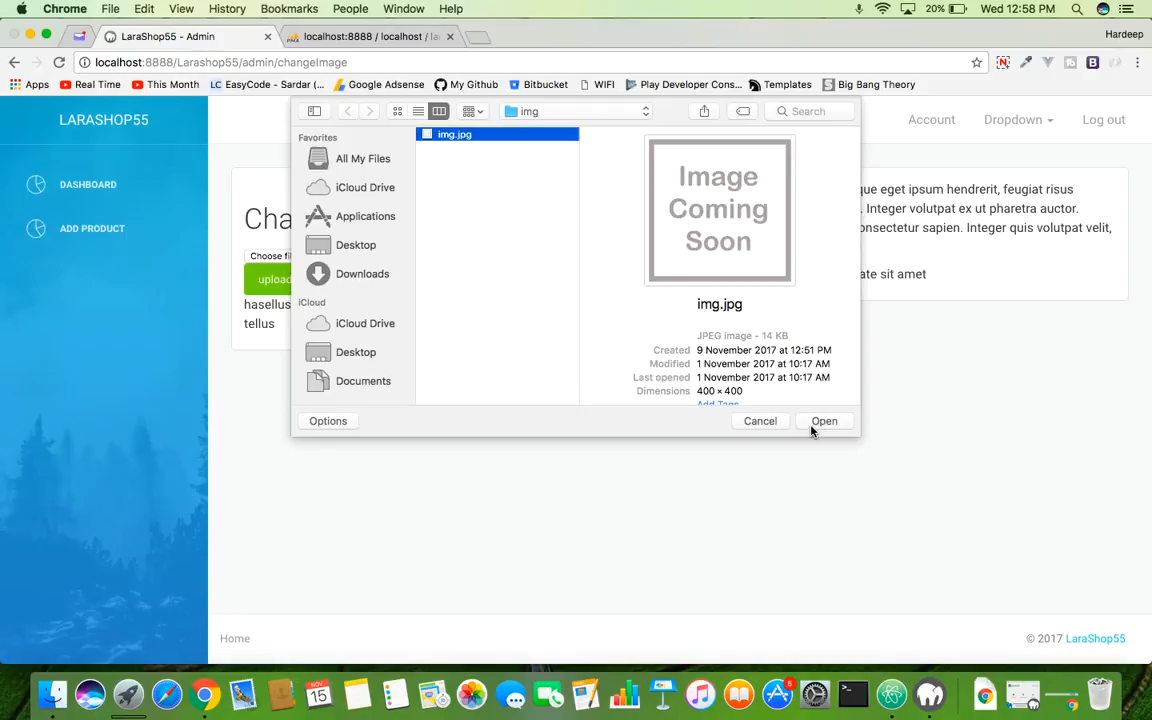 Chrome File Edit View History Bookmarks People Window Help 20% Wed 12:58 PM
LaraShop55 - Admin localhost:8888 / localhost / la Hardeep
localhost:8888/Larashop55/admin/changeImage
Apps Real Time This Month LC EasyCode - Sardar (... Google Adsense My Github Bitbucket WIFI Play Developer Cons... Templates Big Bang Theory
LARASHOP55
DASHBOARD
ADD PRODUCT
Account Dropdown Log out
Cha
Choose fil
upload
hasellus
tellus
img
Search
Favorites
All My Files
iCloud Drive
Applications
Desktop
Downloads
iCloud
iCloud Drive
Desktop
Documents
img.jpg
Image
Coming
Soon
img.jpg
JPEG image - 14 KB
Created 9 November 2017 at 12:51 PM
Modified 1 November 2017 at 10:17 AM
Last opened 1 November 2017 at 10:17 AM
Dimensions 400 × 400
Add Tags
Options Cancel Open
que eget ipsum hendrerit, feugiat risus
. Integer volutpat ex ut pharetra auctor.
onsectetur sapien. Integer quis volutpat velit,
ate sit amet
Home © 2017 LaraShop55
NOV
15
6